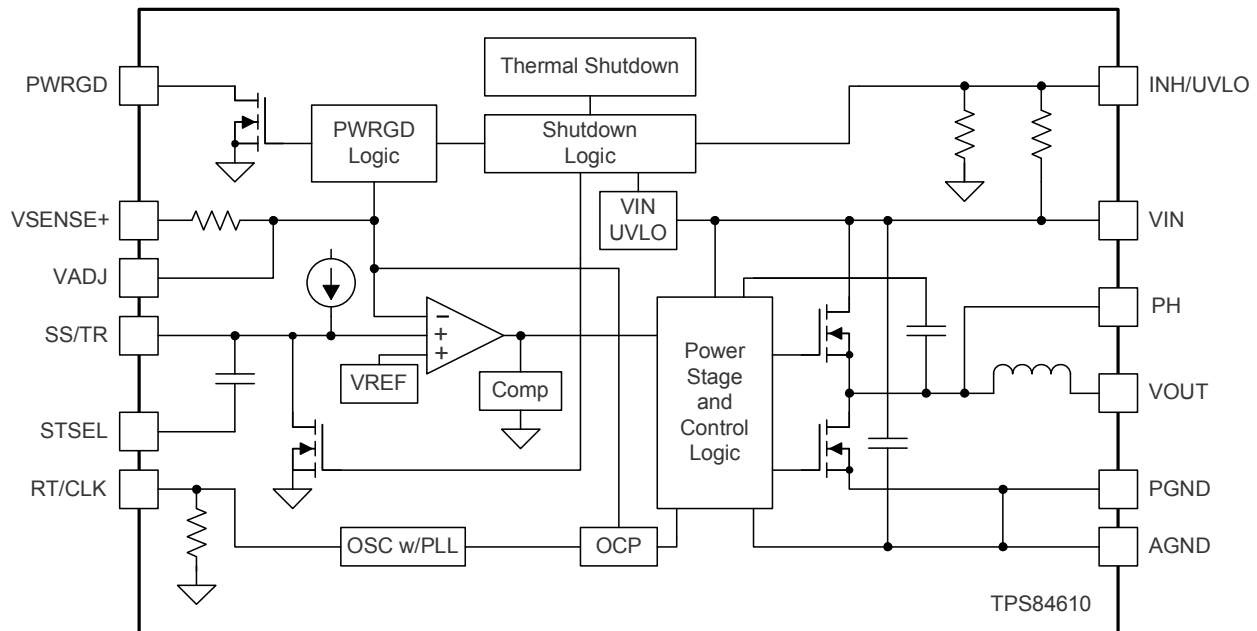 Thermal Shutdown
PWRGD
INH/UVLO
PWRGD
Logic
Shutdown
Logic
VSENSE+
VIN
UVLO
VIN
VADJ
PH
SS/TR
−
+
+
VREF
Comp
Power
Stage
and
Control
Logic
VOUT
STSEL
RT/CLK
PGND
OSC w/PLL
OCP
AGND
TPS84610